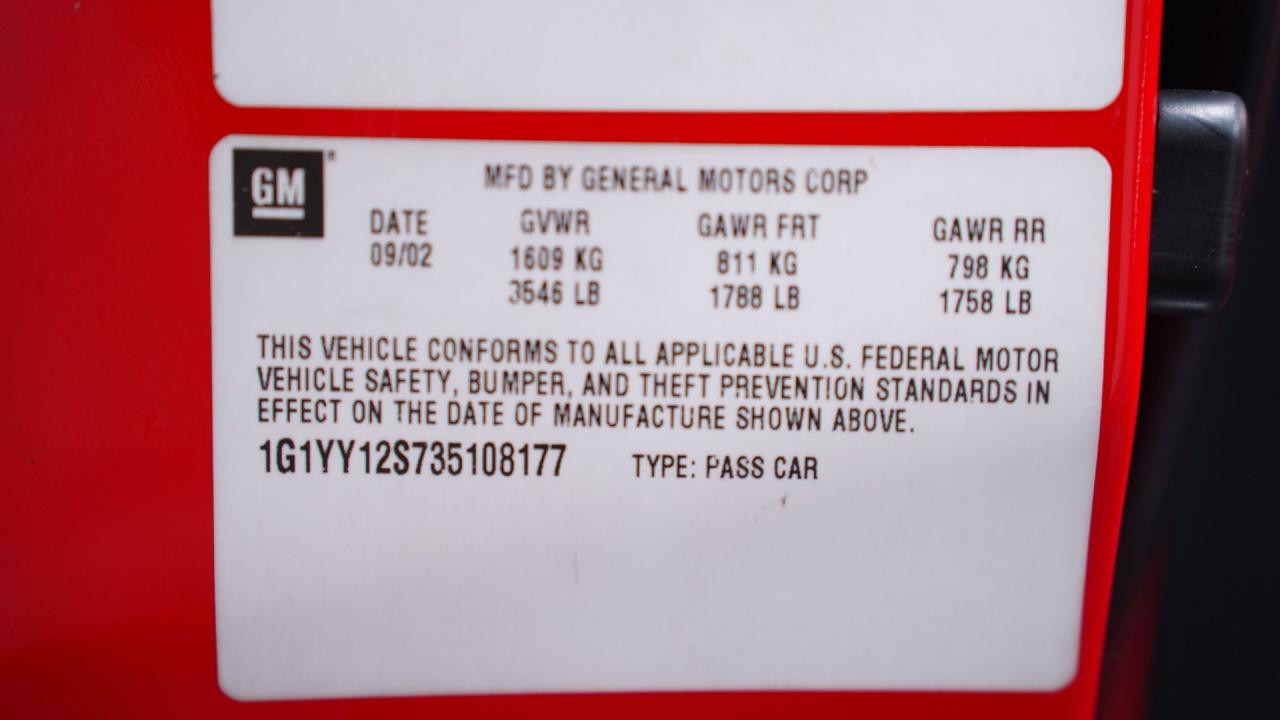 GM
MFD BY GENERAL MOTORS CORP
DATE GVWR GAWR FRT GAWR RR
09/02 1609 KG 811 KG 798 KG
3546 LB 1788 LB 1758 LB
THIS VEHICLE CONFORMS TO ALL APPLICABLE U.S. FEDERAL MOTOR
VEHICLE SAFETY, BUMPER, AND THEFT PREVENTION STANDARDS IN
EFFECT ON THE DATE OF MANUFACTURE SHOWN ABOVE.
1G1YY12S735108177 TYPE: PASS CAR